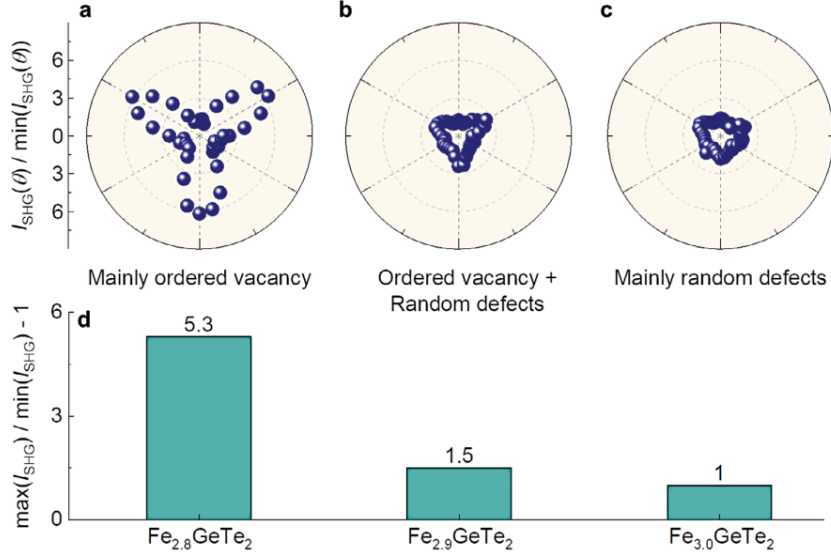 a
b
c
I_SHG(θ) / min(I_SHG(θ))
6
3
0
3
6
Mainly ordered vacancy
Ordered vacancy +
Random defects
Mainly random defects
d
max(I_SHG) / min(I_SHG) - 1
6
3
0
5.3
1.5
1
Fe₂.₈GeTe₂
Fe₂.₉GeTe₂
Fe₃.₀GeTe₂